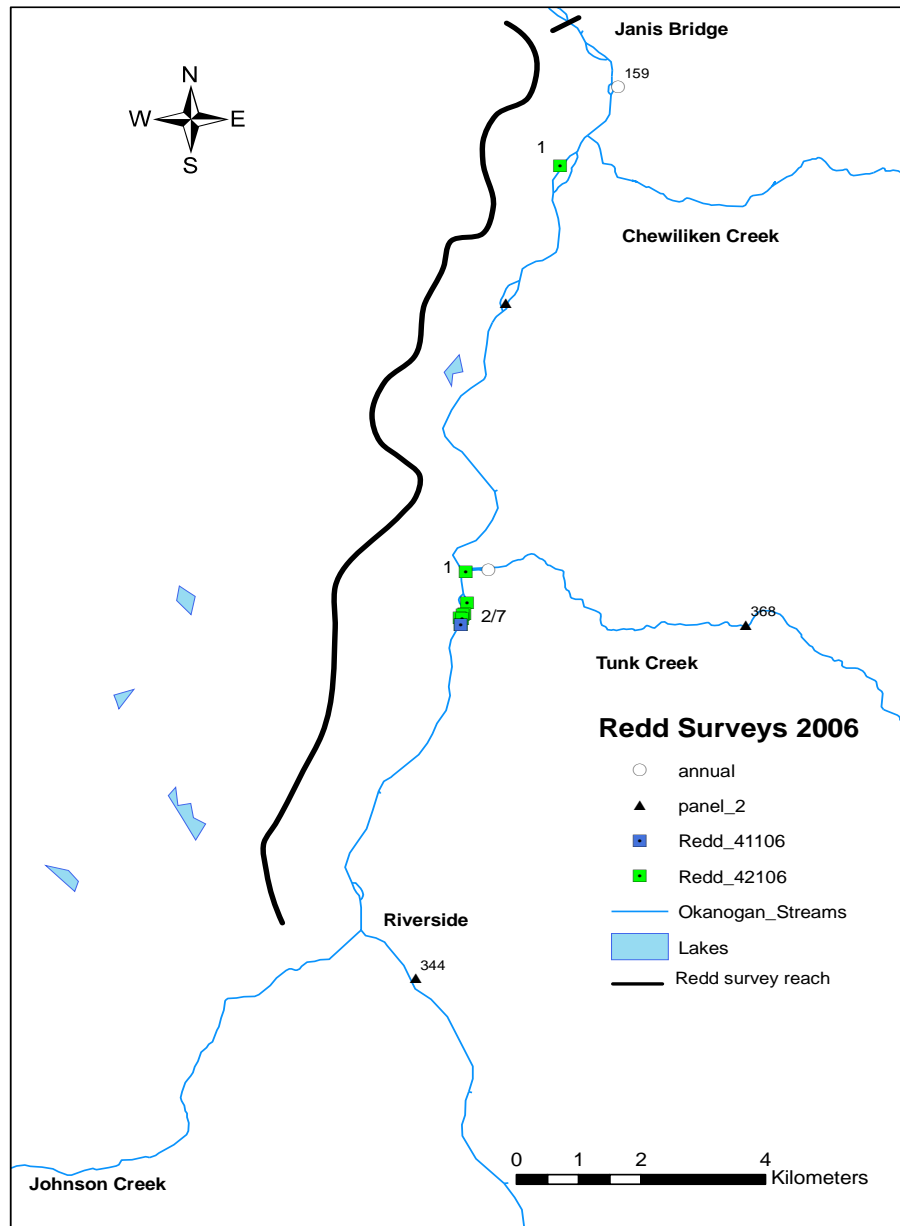 Janis Bridge
159
N
W E
S
1
Chewiliken Creek
1
2/7
368
Tunk Creek
Redd Surveys 2006
annual
panel_2
Redd_41106
Redd_42106
Okanogan_Streams
Lakes
Redd survey reach
Riverside
344
0 1 2 4
Kilometers
Johnson Creek